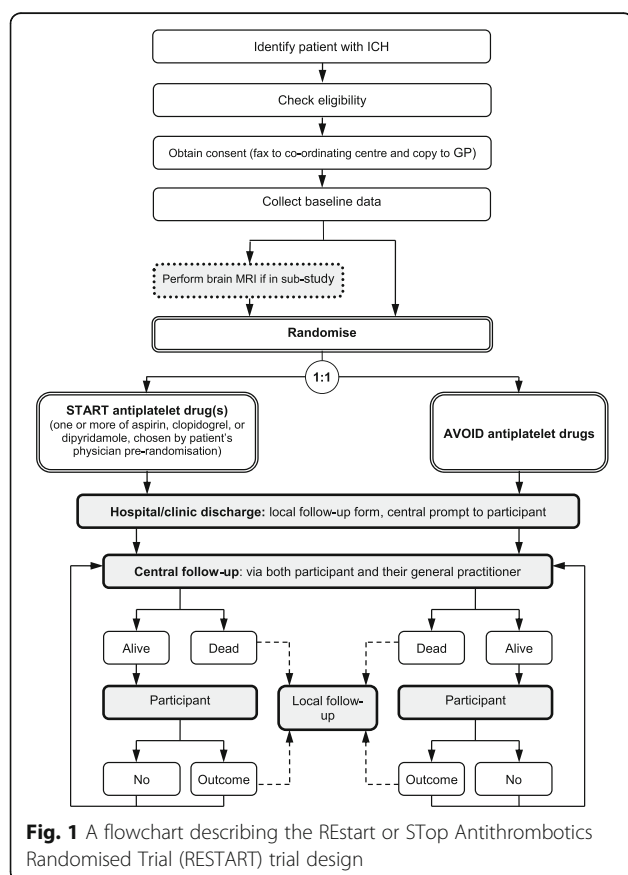 Identify patient with ICH
Check eligibility
Obtain consent (fax to co-ordinating centre and copy to GP)
Collect baseline data
Perform brain MRI if in sub-study
Randomise
1:1
START antiplatelet drug(s)
(one or more of aspirin, clopidogrel, or
dipyridamole, chosen by patient's
physician pre-randomisation)
AVOID antiplatelet drugs
Hospital/clinic discharge: local follow-up form, central prompt to participant
Central follow-up: via both participant and their general practitioner
Alive
Dead
Dead
Alive
Participant
Local follow-
up
Participant
No
Outcome
Outcome
No
Fig. 1 A flowchart describing the REstart or STop Antithrombotics
Randomised Trial (RESTART) trial design